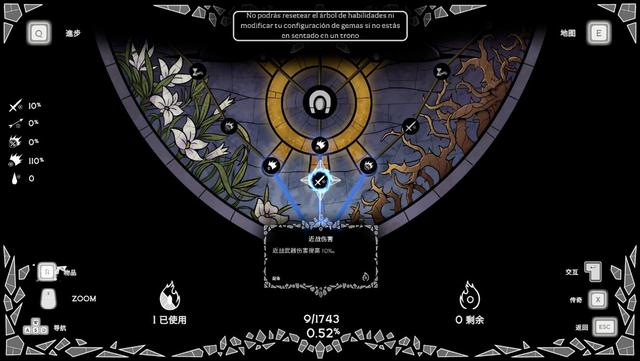 No podrás resetear el árbol de habilidades ni
modificar tu configuración de gemas si no estás
en sentado en un trono
Q
進步
地图
E
10%
0%
0%
110%
0
近战伤害
近战武器伤害提高 10%。
R
物品
ZOOM
A S D
导航
1 已使用
9/1743
0.52%
0 剩余
交互
传奇
X
返回
ESC